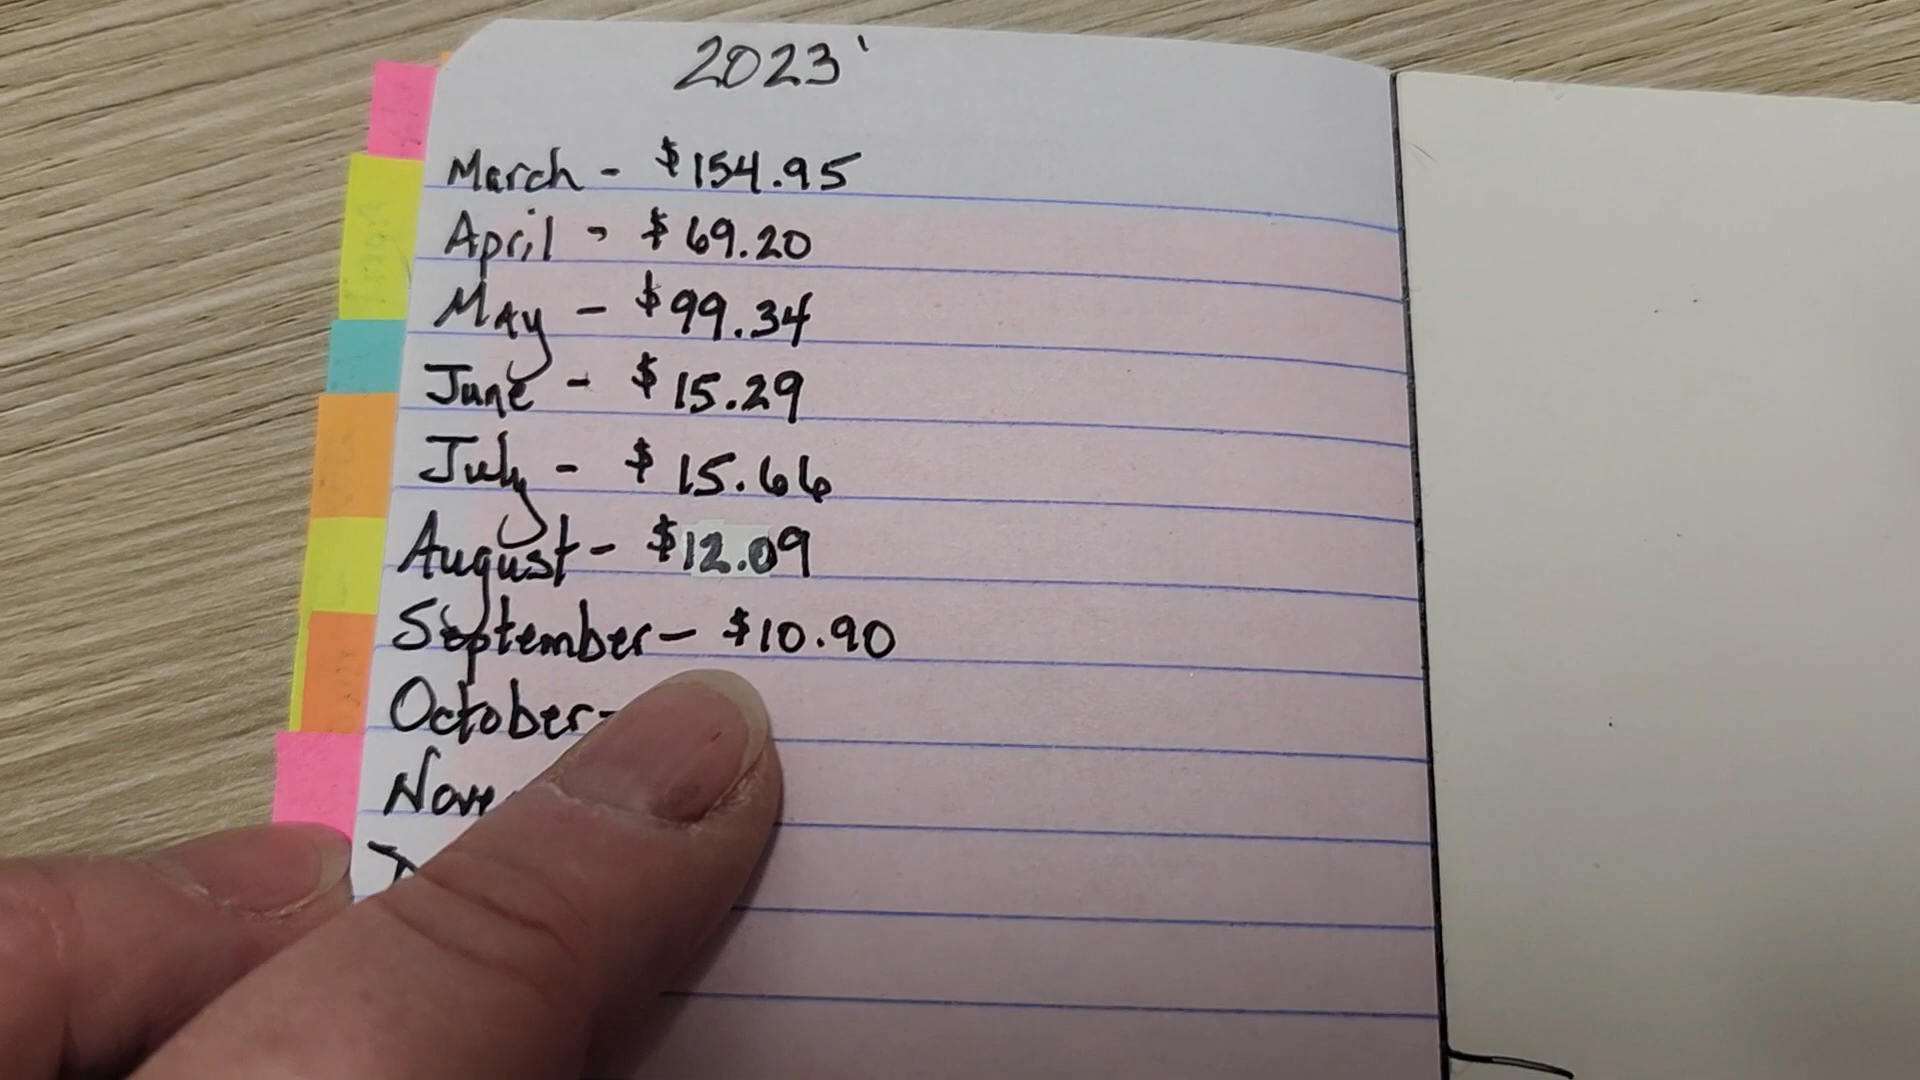 2023'
March - $154.95
April - $69.20
May - $99.34
June - $15.29
July - $15.66
August - $12.09
September - $10.90
October-